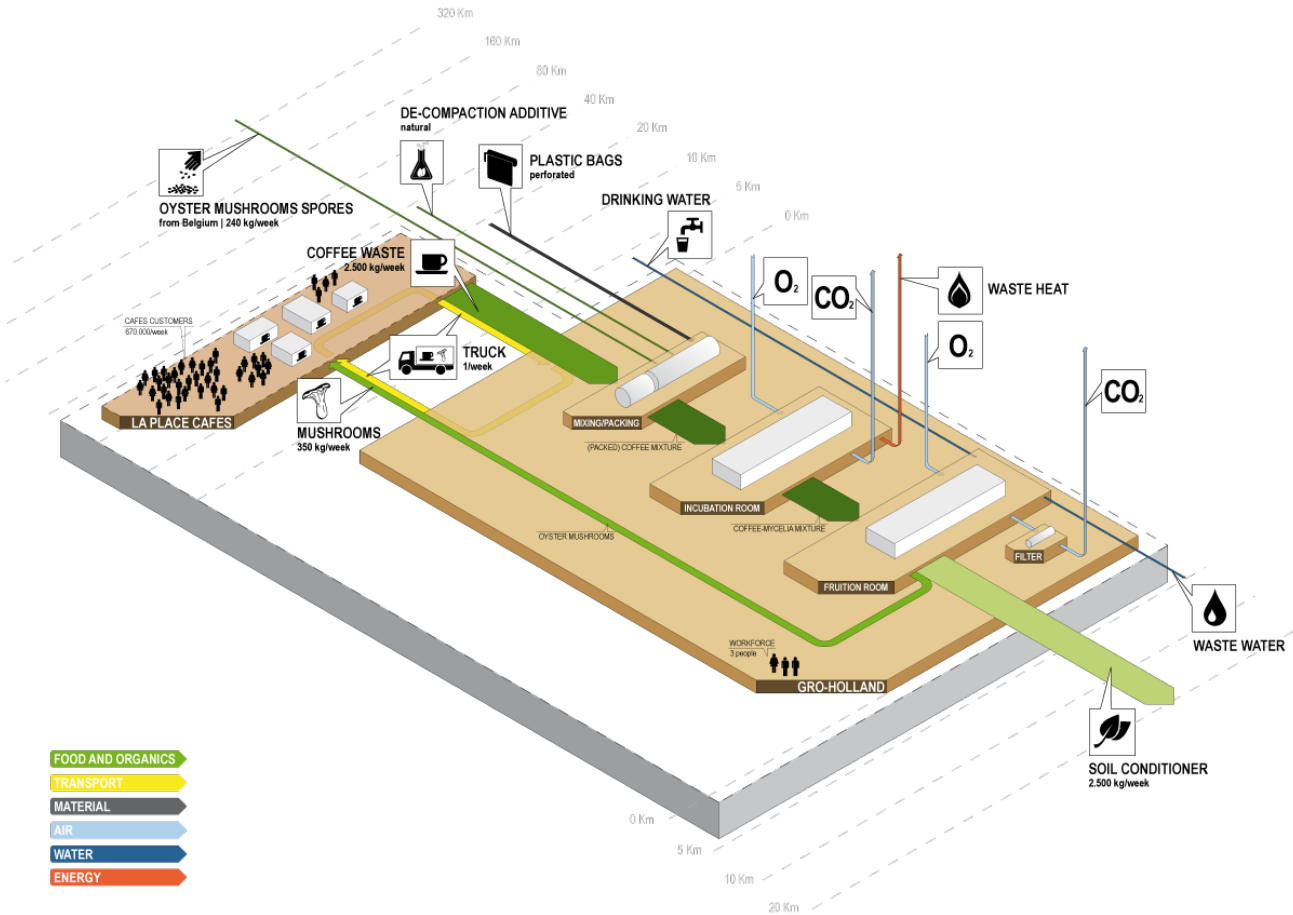 320 Km
160 Km
80 Km
40 Km
20 Km
10 Km
5 Km
0 Km
DE-COMPACTION ADDITIVE
natural
PLASTIC BAGS
perforated
DRINKING WATER
OYSTER MUSHROOMS SPORES
from Belgium | 240 kg/week
COFFEE WASTE
2.500 kg/week
O2
CO2
WASTE HEAT
O2
CO2
CAFES CUSTOMERS
670.000/week
TRUCK
1/week
LA PLACE CAFES
MUSHROOMS
350 kg/week
MIXING/PACKING
(PACKED) COFFEE MIXTURE
INCUBATION ROOM
COFFEE-MYCELIA MIXTURE
OYSTER MUSHROOMS
FILTER
FRUITION ROOM
WORKFORCE
3 people
GRO-HOLLAND
WASTE WATER
SOIL CONDITIONER
2.500 kg/week
FOOD AND ORGANICS
TRANSPORT
MATERIAL
AIR
WATER
ENERGY
0 Km
5 Km
10 Km
20 Km